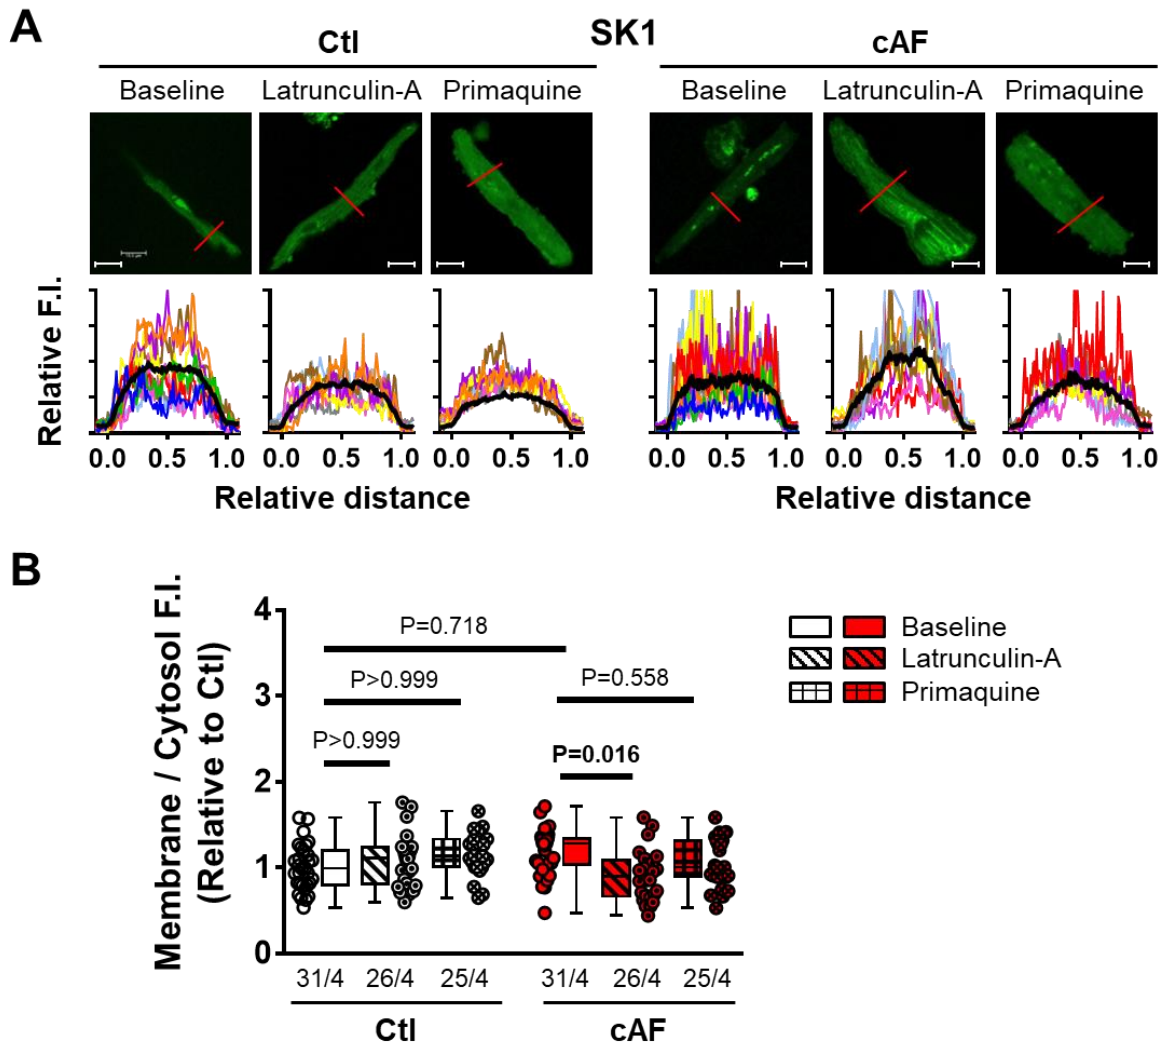 A
SK1
Ctl
cAF
Baseline
Latrunculin-A
Primaquine
Baseline
Latrunculin-A
Primaquine
Relative F.I.
0.0 0.5 1.0
0.0 0.5 1.0
0.0 0.5 1.0
0.0 0.5 1.0
0.0 0.5 1.0
0.0 0.5 1.0
Relative distance
Relative distance
B
Membrane / Cytosol F.I.
(Relative to Ctl)
4
3
2
1
0
P=0.718
P>0.999
P=0.558
P>0.999
P=0.016
Baseline
Latrunculin-A
Primaquine
31/4 26/4 25/4
31/4 26/4 25/4
Ctl
cAF